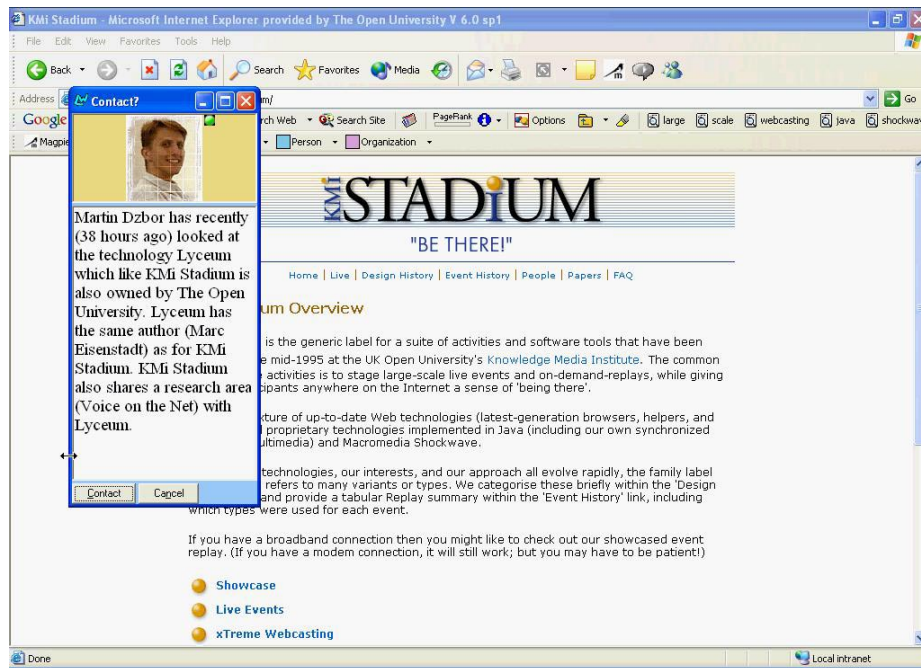 KMi Stadium - Microsoft Internet Explorer provided by The Open University V 6.0 sp1
File Edit View Favorites Tools Help
Back Search Favorites Media
Address m/ Go
Google rch Web Search Site PageRank Options large scale webcasting java shockwav
Magpie Person Organization
Contact?
Martin Dzbor has recently
(38 hours ago) looked at
the technology Lyceum
which like KMi Stadium is
also owned by The Open
University. Lyceum has
the same author (Marc
Eisenstadt) as for KMi
Stadium. KMi Stadium
also shares a research area
(Voice on the Net) with
Lyceum.
Contact Cancel
KMi STADiUM
"BE THERE!"
Home | Live | Design History | Event History | People | Papers | FAQ
um Overview
is the generic label for a suite of activities and software tools that have been
e mid-1995 at the UK Open University's Knowledge Media Institute. The common
activities is to stage large-scale live events and on-demand-replays, while giving
cipants anywhere on the Internet a sense of 'being there'.
xture of up-to-date Web technologies (latest-generation browsers, helpers, and
proprietary technologies implemented in Java (including our own synchronized
ultimedia) and Macromedia Shockwave.
technologies, our interests, and our approach all evolve rapidly, the family label
refers to many variants or types. We categorise these briefly within the 'Design
and provide a tabular Replay summary within the 'Event History' link, including
which types were used for each event.
If you have a broadband connection then you might like to check out our showcased event
replay. (If you have a modem connection, it will still work; but you may have to be patient!)
Showcase
Live Events
xTreme Webcasting
Done Local intranet